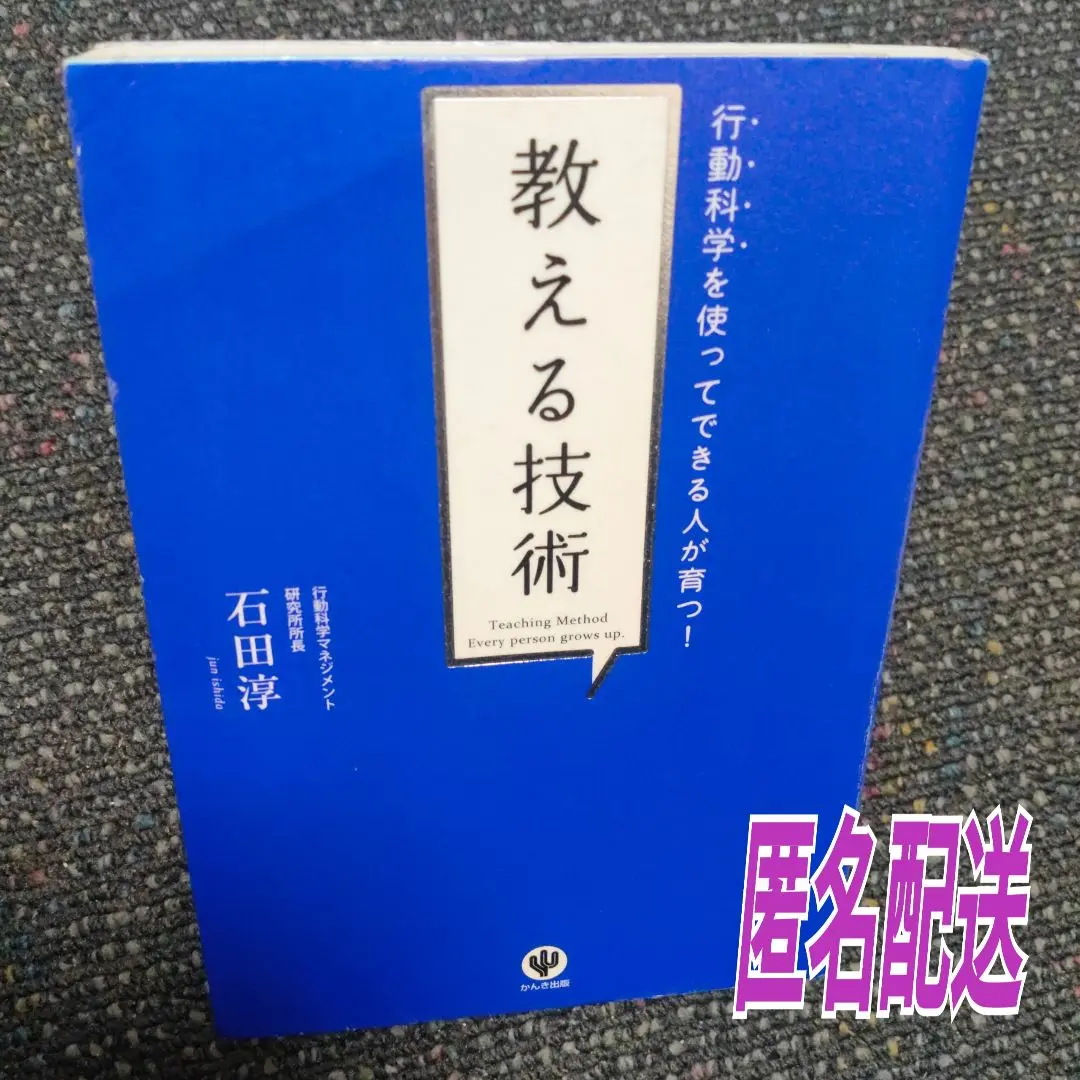 行動科学を使ってできる人が育つ!
教える技術
Teaching Method
Every person grows up.
行動科学マネジメント
研究所所長
石田淳
jun ishida
かんき出版
匿名配送